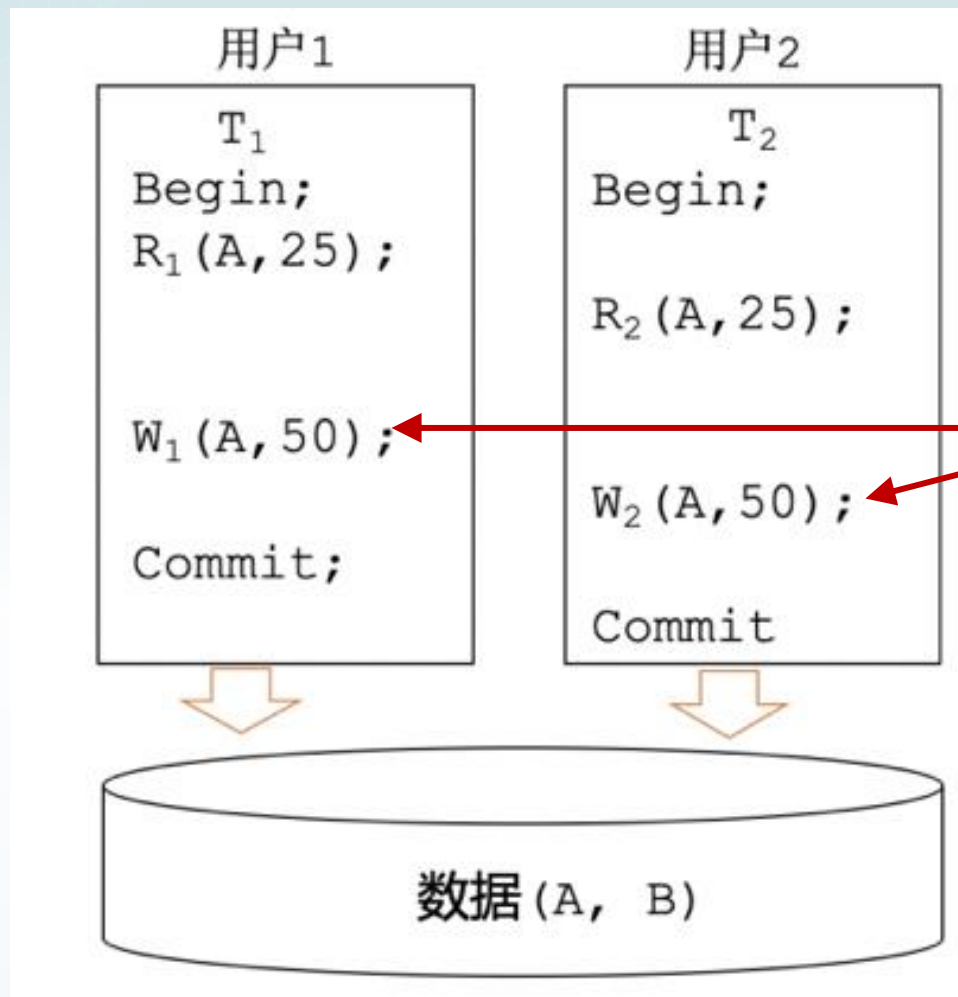 用户1
T₁
Begin;
R₁(A,25);
W₁(A,50);
Commit;
用户2
T₂
Begin;
R₂(A,25);
W₂(A,50);
Commit
数据(A, B)